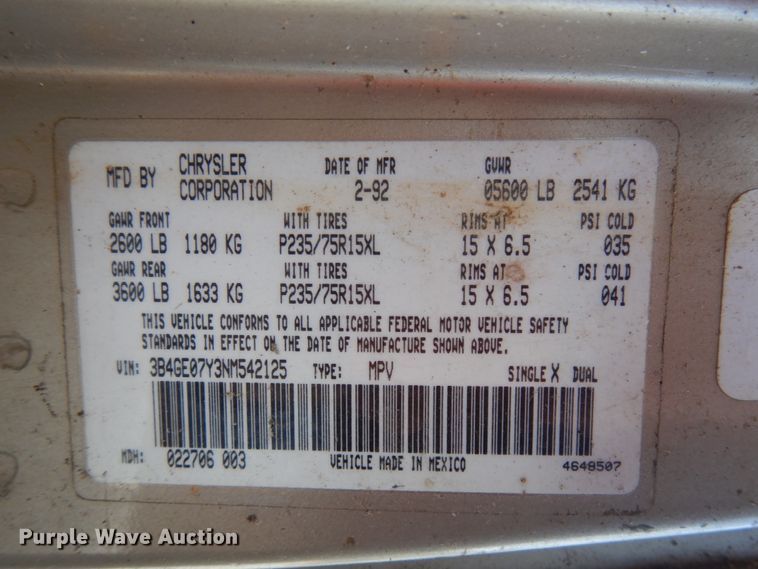 MFD BY CHRYSLER CORPORATION DATE OF MFR 2-92 GVWR 05600 LB 2541 KG
GAWR FRONT WITH TIRES RIMS AT PSI COLD
2600 LB 1180 KG P235/75R15XL 15 X 6.5 035
GAWR REAR WITH TIRES RIMS AT PSI COLD
3600 LB 1633 KG P235/75R15XL 15 X 6.5 041
THIS VEHICLE CONFORMS TO ALL APPLICABLE FEDERAL MOTOR VEHICLE SAFETY
STANDARDS IN EFFECT ON THE DATE OF MANUFACTURE SHOWN ABOVE.
VIN: 3B4GE07Y3NM542125 TYPE: MPV SINGLE X DUAL
MDH: 022706 003 VEHICLE MADE IN MEXICO 4648507
Purple Wave Auction